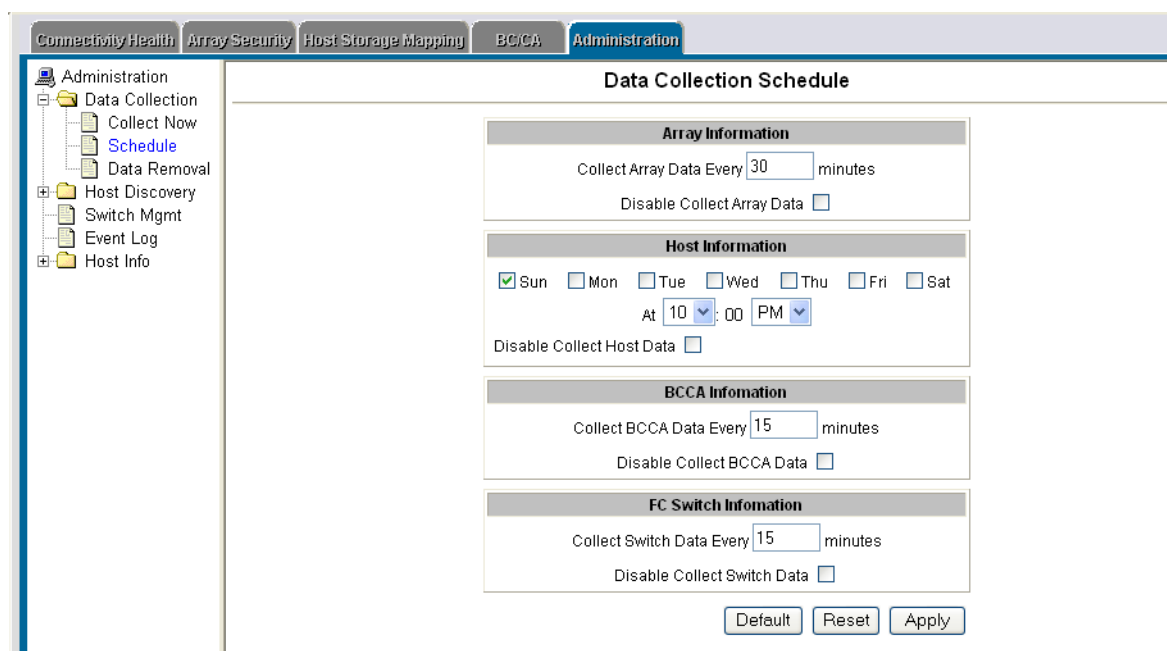 Connectivity Health Array Security Host Storage Mapping BC/CA Administration
Administration
Data Collection
Collect Now
Schedule
Data Removal
Host Discovery
Switch Mgmt
Event Log
Host Info
Data Collection Schedule
Array Information
Collect Array Data Every 30 minutes
Disable Collect Array Data
Host Information
Sun Mon Tue Wed Thu Fri Sat
At 10 : 00 PM
Disable Collect Host Data
BCCA Infomation
Collect BCCA Data Every 15 minutes
Disable Collect BCCA Data
FC Switch Infomation
Collect Switch Data Every 15 minutes
Disable Collect Switch Data
Default Reset Apply